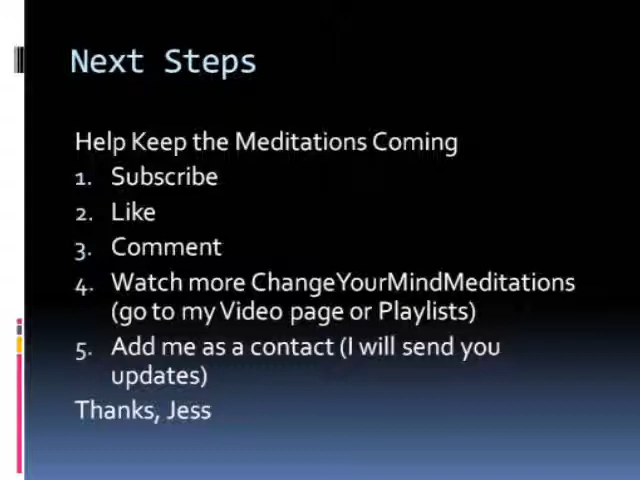 Next Steps
Help Keep the Meditations Coming
1. Subscribe
2. Like
3. Comment
4. Watch more ChangeYourMindMeditations
(go to my Video page or Playlists)
5. Add me as a contact (I will send you
updates)
Thanks, Jess